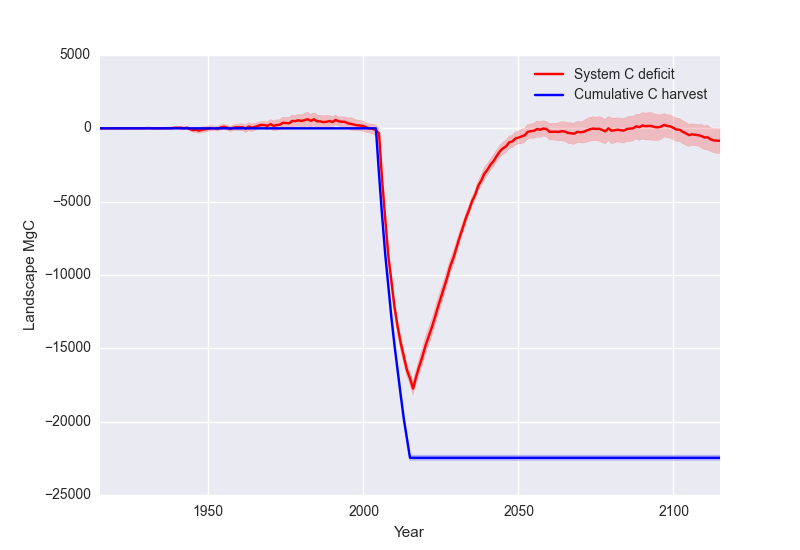 5000
System C deficit
Cumulative C harvest
0
−5000
−10000
−15000
−20000
−25000
Landscape MgC
1950
2000
2050
2100
Year